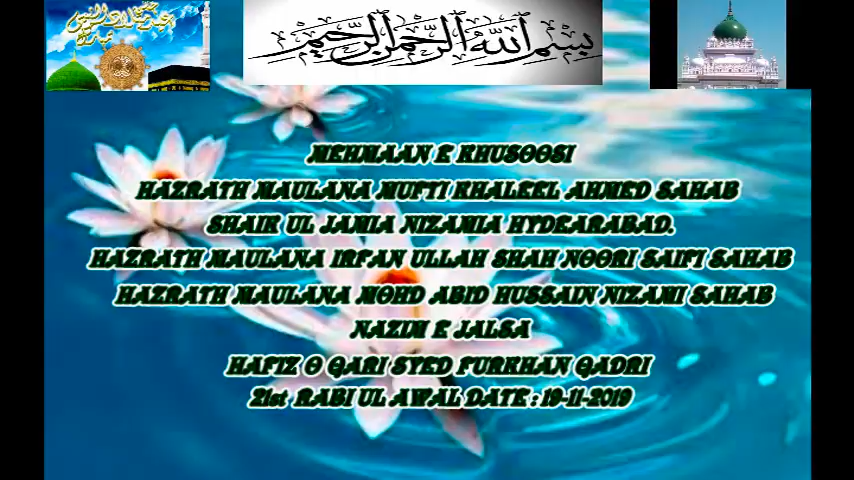 بسم الله الرحمن الرحيم
MEHMAAN E KHUSOOSI
HAZRATH MAULANA MUFTI KHALEEL AHMED SAHAB
SHAIK UL JAMIA NIZAMIA HYDEARABAD.
HAZRATH MAULANA IRFAN ULLAH SHAH NOORI SAIFI SAHAB
HAZRATH MAULANA MOHD ABID HUSSAIN NIZAMI SAHAB
NAZIM E JALSA
HAFIZ O QARI SYED FURKHAN QADRI
21st RABI UL AWAL DATE : 19-11-2019